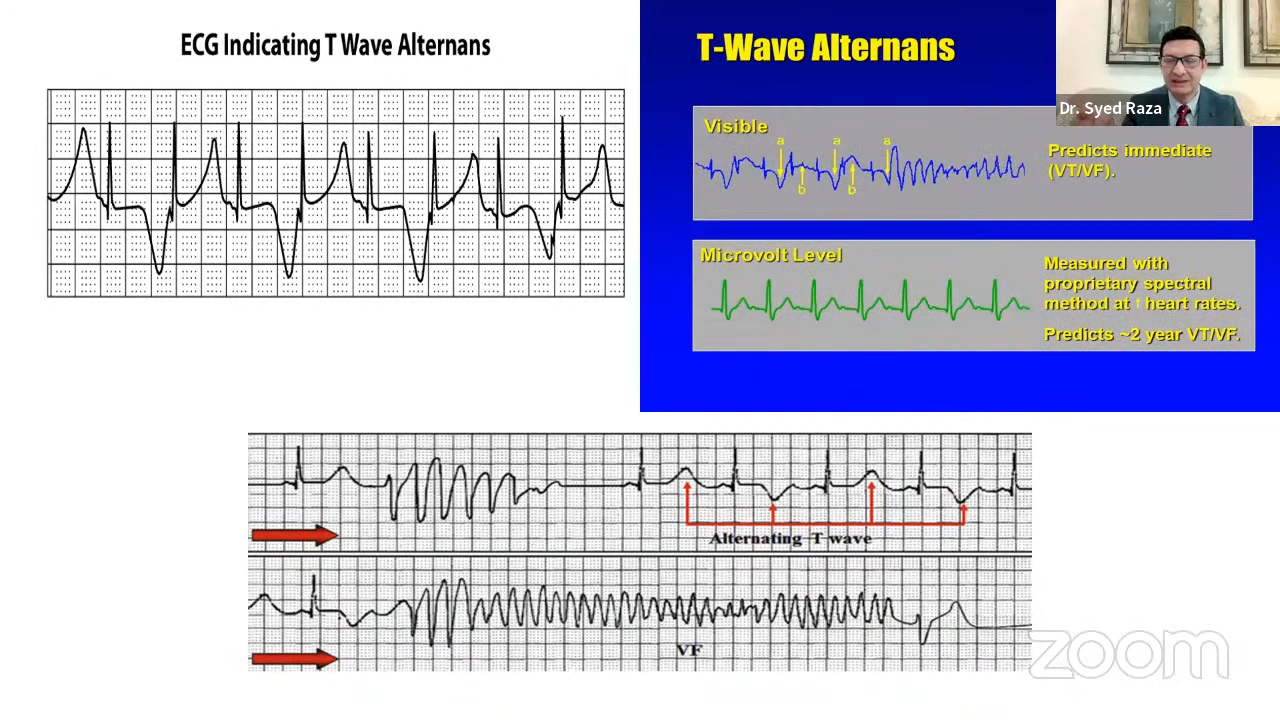 ECG Indicating T Wave Alternans
T-Wave Alternans
Dr. Syed Raza
Visible
a
a
a
b
b
Predicts immediate
(VT/VF).
Microvolt Level
Measured with
proprietary spectral
method at ↑ heart rates.
Predicts ~2 year VT/VF.
Alternating T wave
VF
zoom